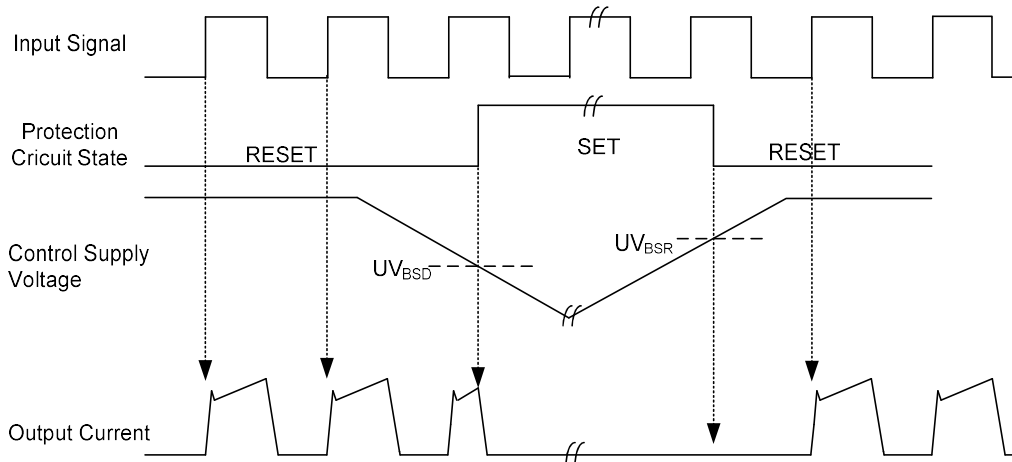 Input Signal
Protection
Cricuit State
RESET
SET
RESET
Control Supply
Voltage
UVBSD
UVBSR
Output Current